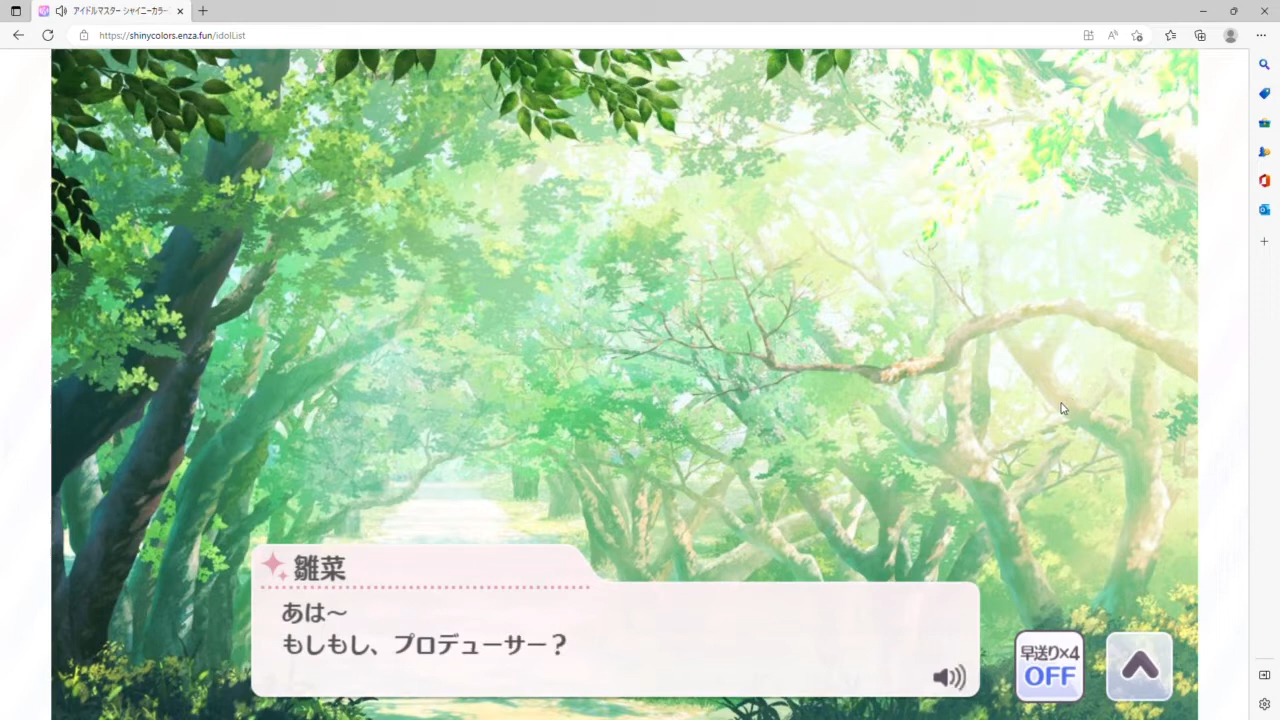 アイドルマスター シャイニーカラー
https://shinycolors.enza.fun/idolList
雛菜
あは～
もしもし、プロデューサー？
早送り×4
OFF